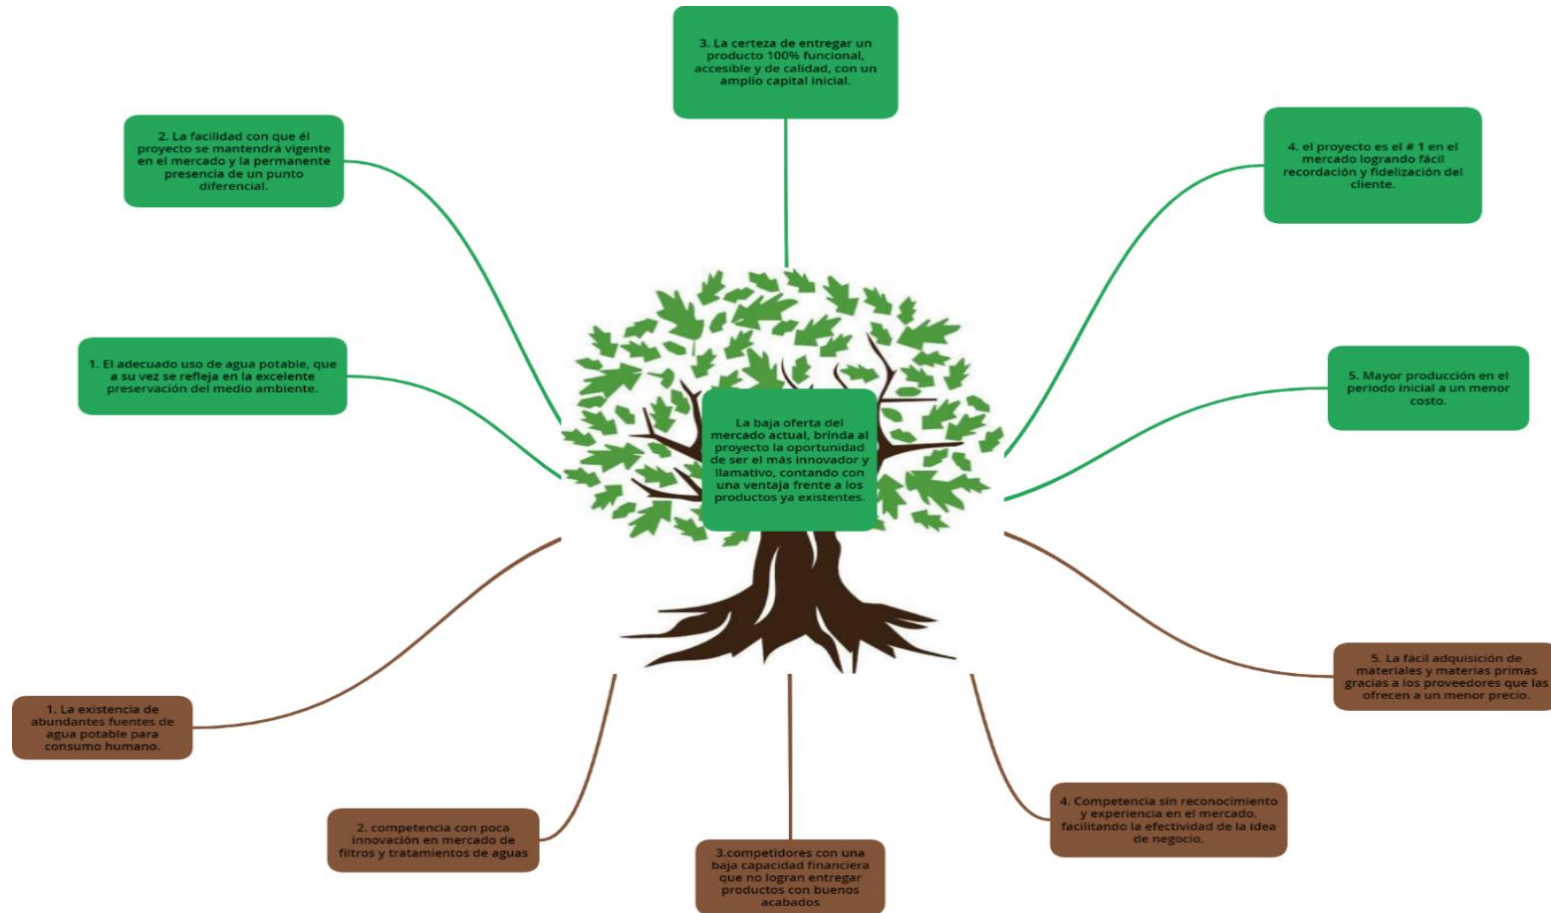 3. La certeza de entregar un
producto 100% funcional,
accesible y de calidad, con un
amplio capital inicial.
2. La facilidad con que él
proyecto se mantendrá vigente
en el mercado y la permanente
presencia de un punto
diferencial.
4. el proyecto es el # 1 en el
mercado logrando fácil
recordación y fidelización del
cliente.
1. El adecuado uso de agua potable, que
a su vez se refleja en la excelente
preservación del medio ambiente.
5. Mayor producción en el
periodo inicial a un menor
costo.
La baja oferta del
mercado actual, brinda al
proyecto la oportunidad
de ser el más innovador y
llamativo, contando con
una ventaja frente a los
productos ya existentes.
1. La existencia de
abundantes fuentes de
agua potable para
consumo humano.
5. La fácil adquisición de
materiales y materias primas
gracias a los proveedores que las
ofrecen a un menor precio.
2. competencia con poca
innovación en mercado de
filtros y tratamientos de aguas
3.competidores con una
baja capacidad financiera
que no logran entregar
productos con buenos
acabados
4. Competencia sin reconocimiento
y experiencia en el mercado,
facilitando la efectividad de la idea
de negocio.